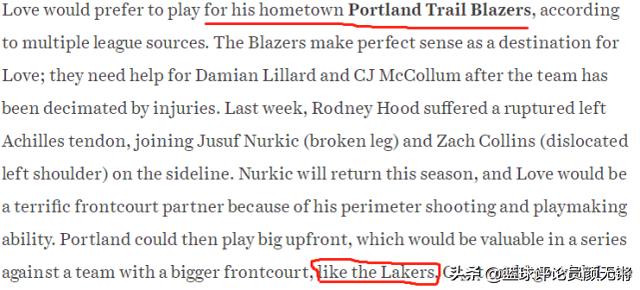 Love would prefer to play for his hometown Portland Trail Blazers, according
to multiple league sources. The Blazers make perfect sense as a destination for
Love; they need help for Damian Lillard and CJ McCollum after the team has
been decimated by injuries. Last week, Rodney Hood suffered a ruptured left
Achilles tendon, joining Jusuf Nurkic (broken leg) and Zach Collins (dislocated
left shoulder) on the sideline. Nurkic will return this season, and Love would be
a terrific frontcourt partner because of his perimeter shooting and playmaking
ability. Portland could then play big upfront, which would be valuable in a series
against a team with a bigger frontcourt, like the Lakers.
头条@篮球评论员颜无锵